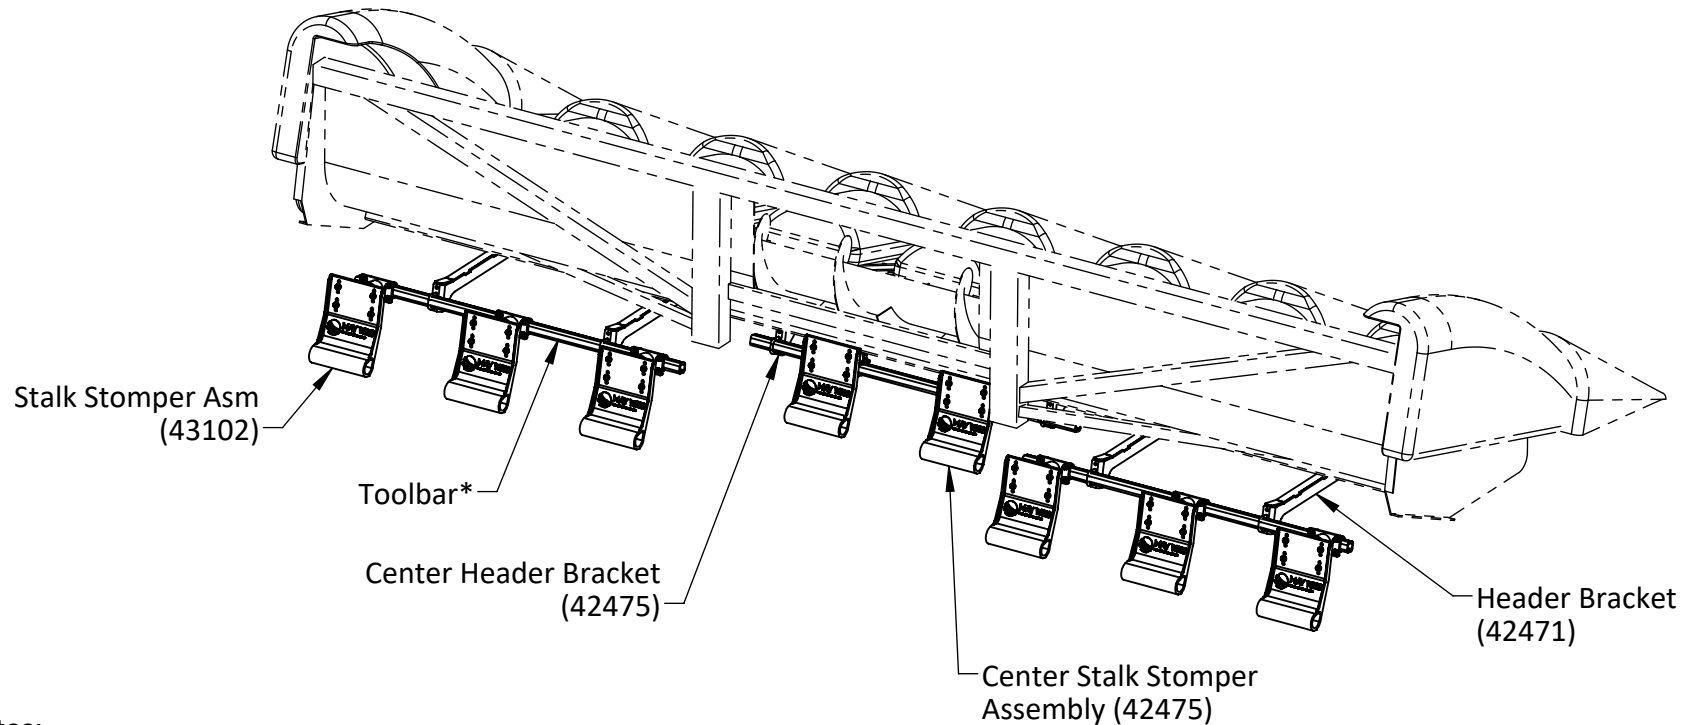 Stalk Stomper Asm
(43102)
Toolbar*
Center Header Bracket
(42475)
Center Stalk Stomper
Assembly (42475)
Header Bracket
(42471)